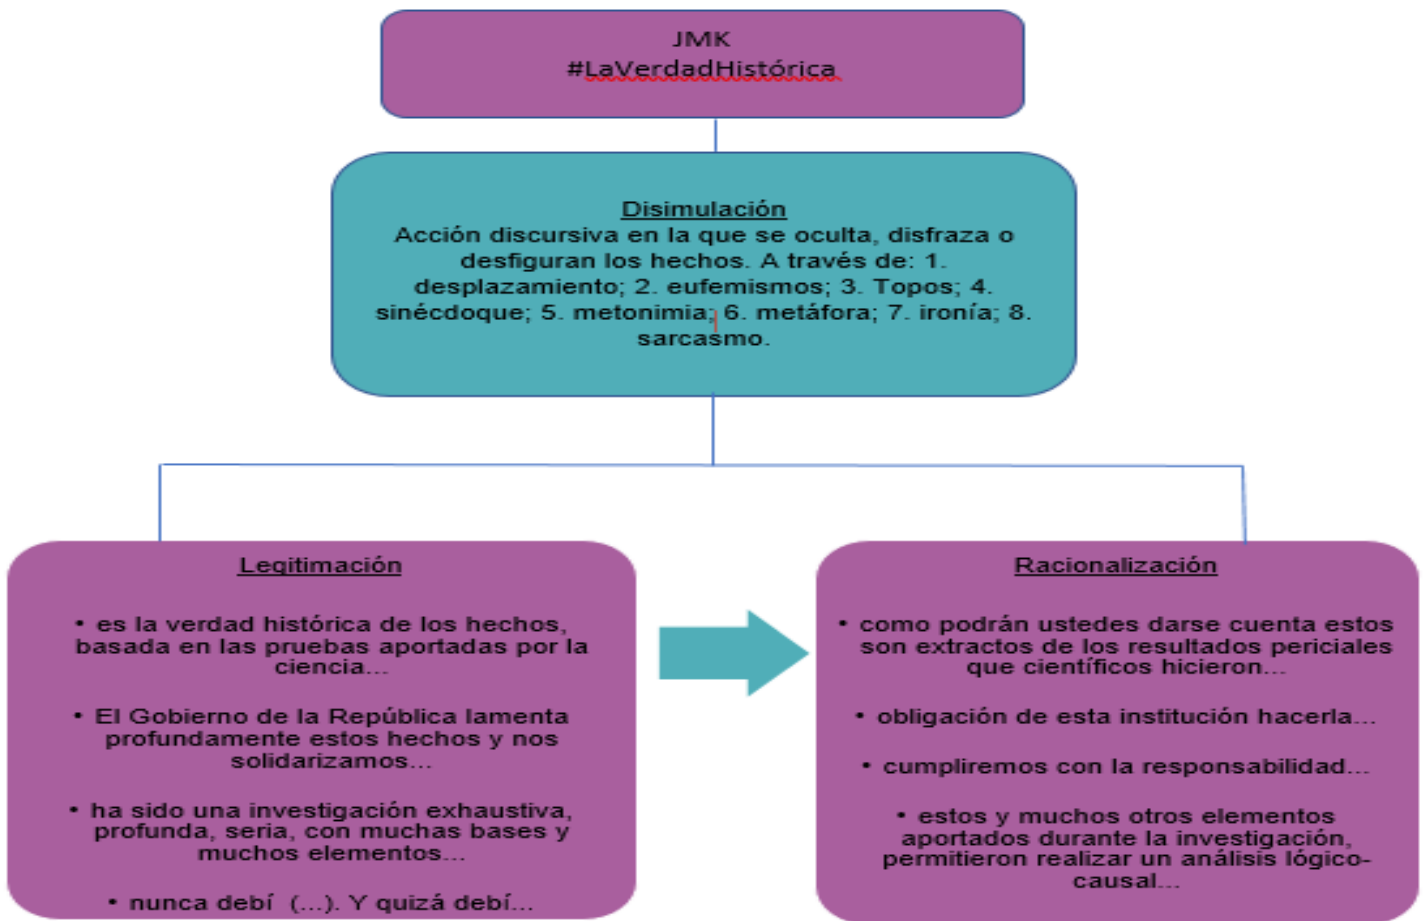 JMK
#LaVerdadHistórica
Disimulación
Acción discursiva en la que se oculta, disfraza o
desfiguran los hechos. A través de: 1.
desplazamiento; 2. eufemismos; 3. Topos; 4.
sinécdoque; 5. metonimia; 6. metáfora; 7. ironía; 8.
sarcasmo.
Legitimación
• es la verdad histórica de los hechos,
basada en las pruebas aportadas por la
ciencia...
• El Gobierno de la República lamenta
profundamente estos hechos y nos
solidarizamos...
• ha sido una investigación exhaustiva,
profunda, seria, con muchas bases y
muchos elementos...
• nunca debí (...). Y quizá debí...
Racionalización
• como podrán ustedes darse cuenta estos
son extractos de los resultados periciales
que científicos hicieron...
• obligación de esta institución hacerla...
• cumpliremos con la responsabilidad...
• estos y muchos otros elementos
aportados durante la investigación,
permitieron realizar un análisis lógico-
causal...